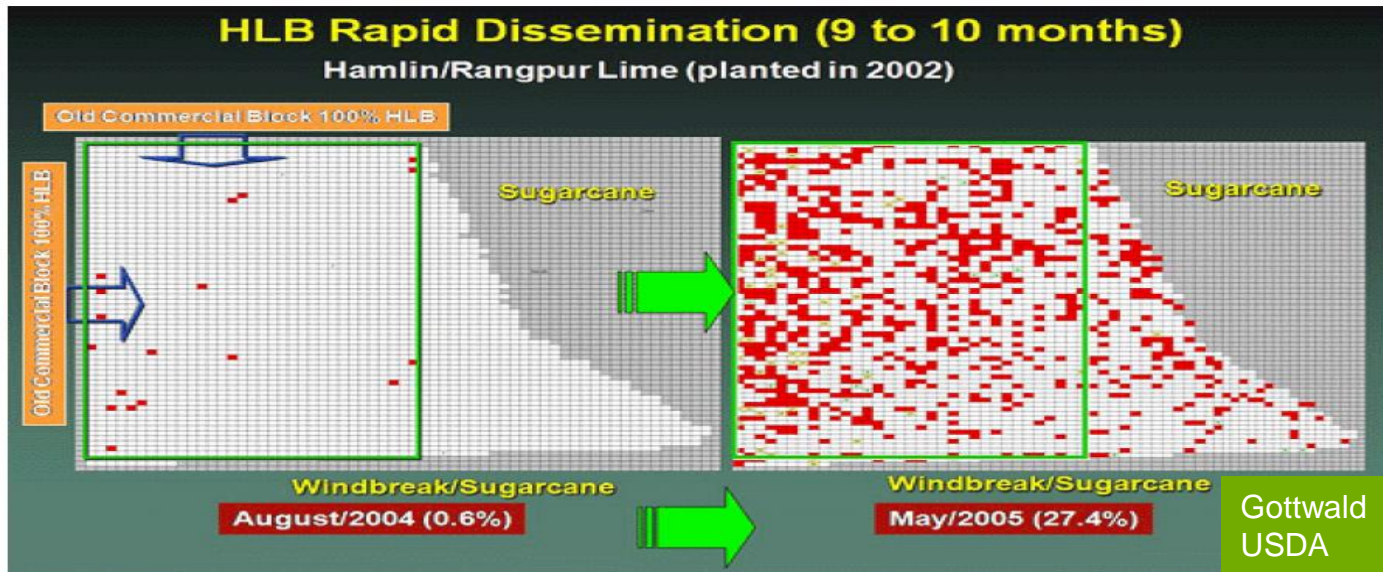 HLB Rapid Dissemination (9 to 10 months)
Hamlin/Rangpur Lime (planted in 2002)
Old Commercial Block 100% HLB
Old Commercial Block 100% HLB
Sugarcane
Sugarcane
Windbreak/Sugarcane
Windbreak/Sugarcane
August/2004 (0.6%)
May/2005 (27.4%)
Gottwald
USDA